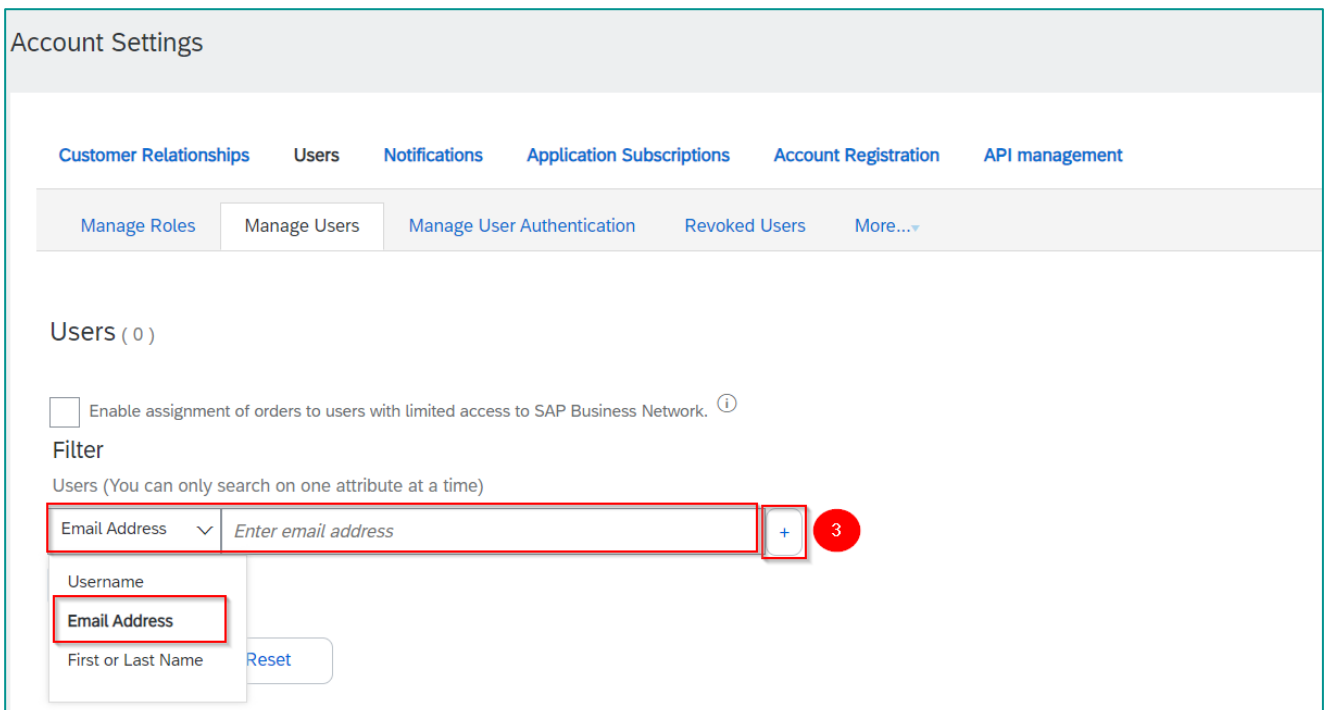 Account Settings
Customer Relationships Users Notifications Application Subscriptions Account Registration API management
Manage Roles Manage Users Manage User Authentication Revoked Users More...
Users ( 0 )
Enable assignment of orders to users with limited access to SAP Business Network. i
Filter
Users (You can only search on one attribute at a time)
Email Address Enter email address + 3
Username
Email Address
First or Last Name Reset